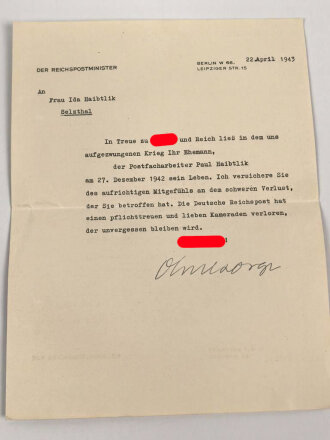 DER REICHSPOSTMINISTER
BERLIN W 66,
LEIPZIGER STR. 15
22.April 1943
An
Frau Ida Haibtlik
Selzthal
In Treue zu und Reich ließ in dem uns
aufgezwungenen Krieg Ihr Ehemann,
der Postfacharbeiter Paul Haibtlik
am 27. Dezember 1942 sein Leben. Ich versichere Sie
des aufrichtigen Mitgefühls an dem schweren Verlust,
der Sie betroffen hat. Die Deutsche Reichspost hat
einen pflichttreuen und lieben Kameraden verloren,
der unvergessen bleiben wird.
!
Ohnesorge